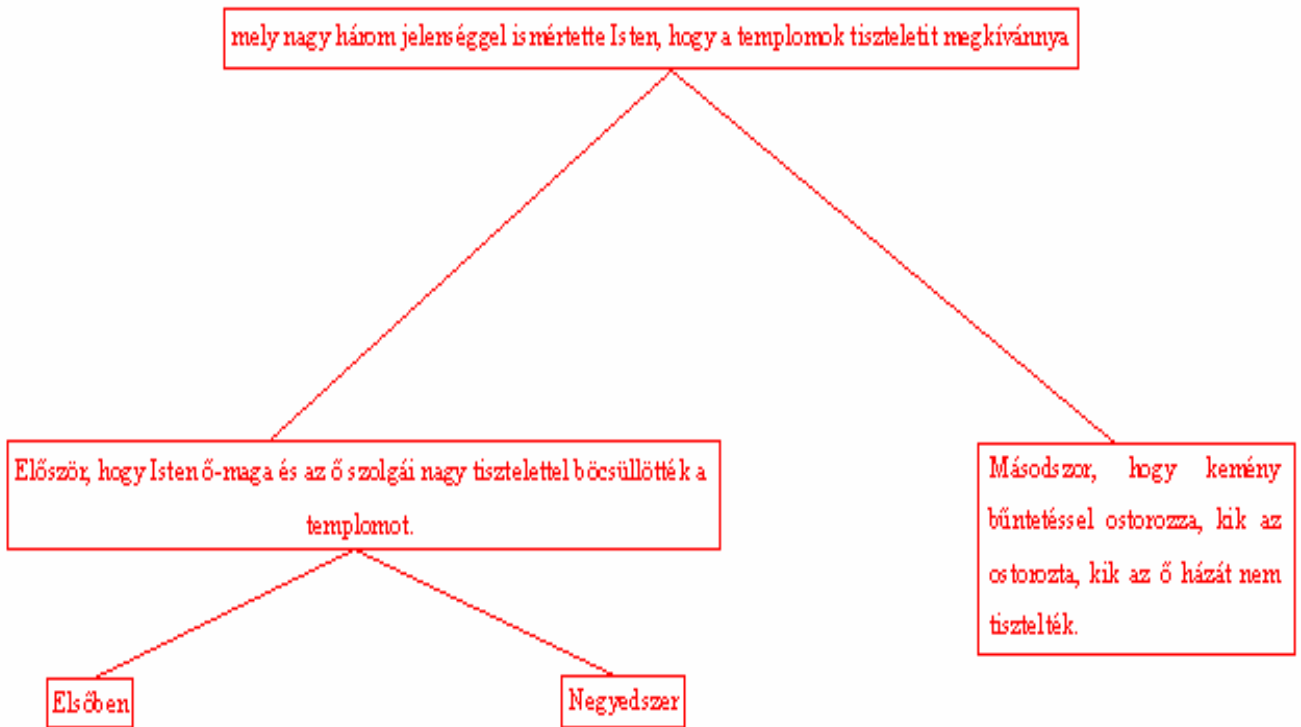 mely nagy három jelenséggel ismértette Isten, hogy a templomok tiszteletit megkívánnya
Először, hogy Isten ő-maga és az ő szolgái nagy tisztelettel böcsüllötték a
templomot.
Másodszor, hogy kemény
bűntetéssel ostorozza, kik az
ostorozta, kik az ő házát nem
tisztelték.
Elsőben
Negyedszer